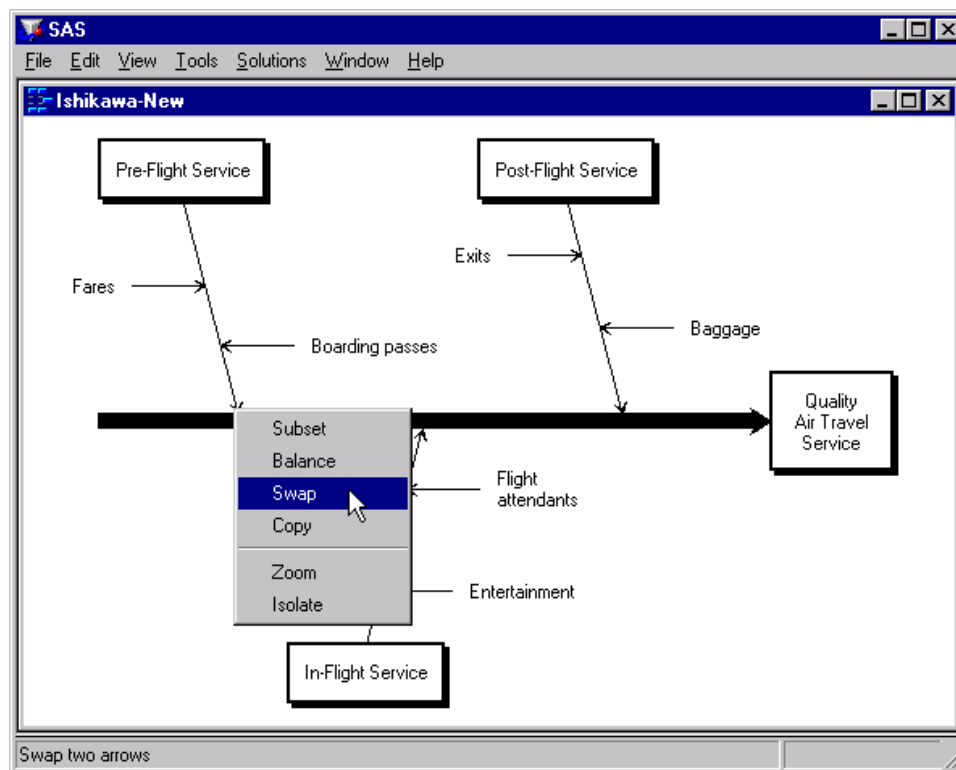 SAS
File Edit View Tools Solutions Window Help
Ishikawa-New
Pre-Flight Service
Post-Flight Service
Exits
Fares
Baggage
Boarding passes
Quality
Air Travel
Service
Subset
Balance
Swap
Copy
Zoom
Isolate
Flight
attendants
Entertainment
In-Flight Service
Swap two arrows